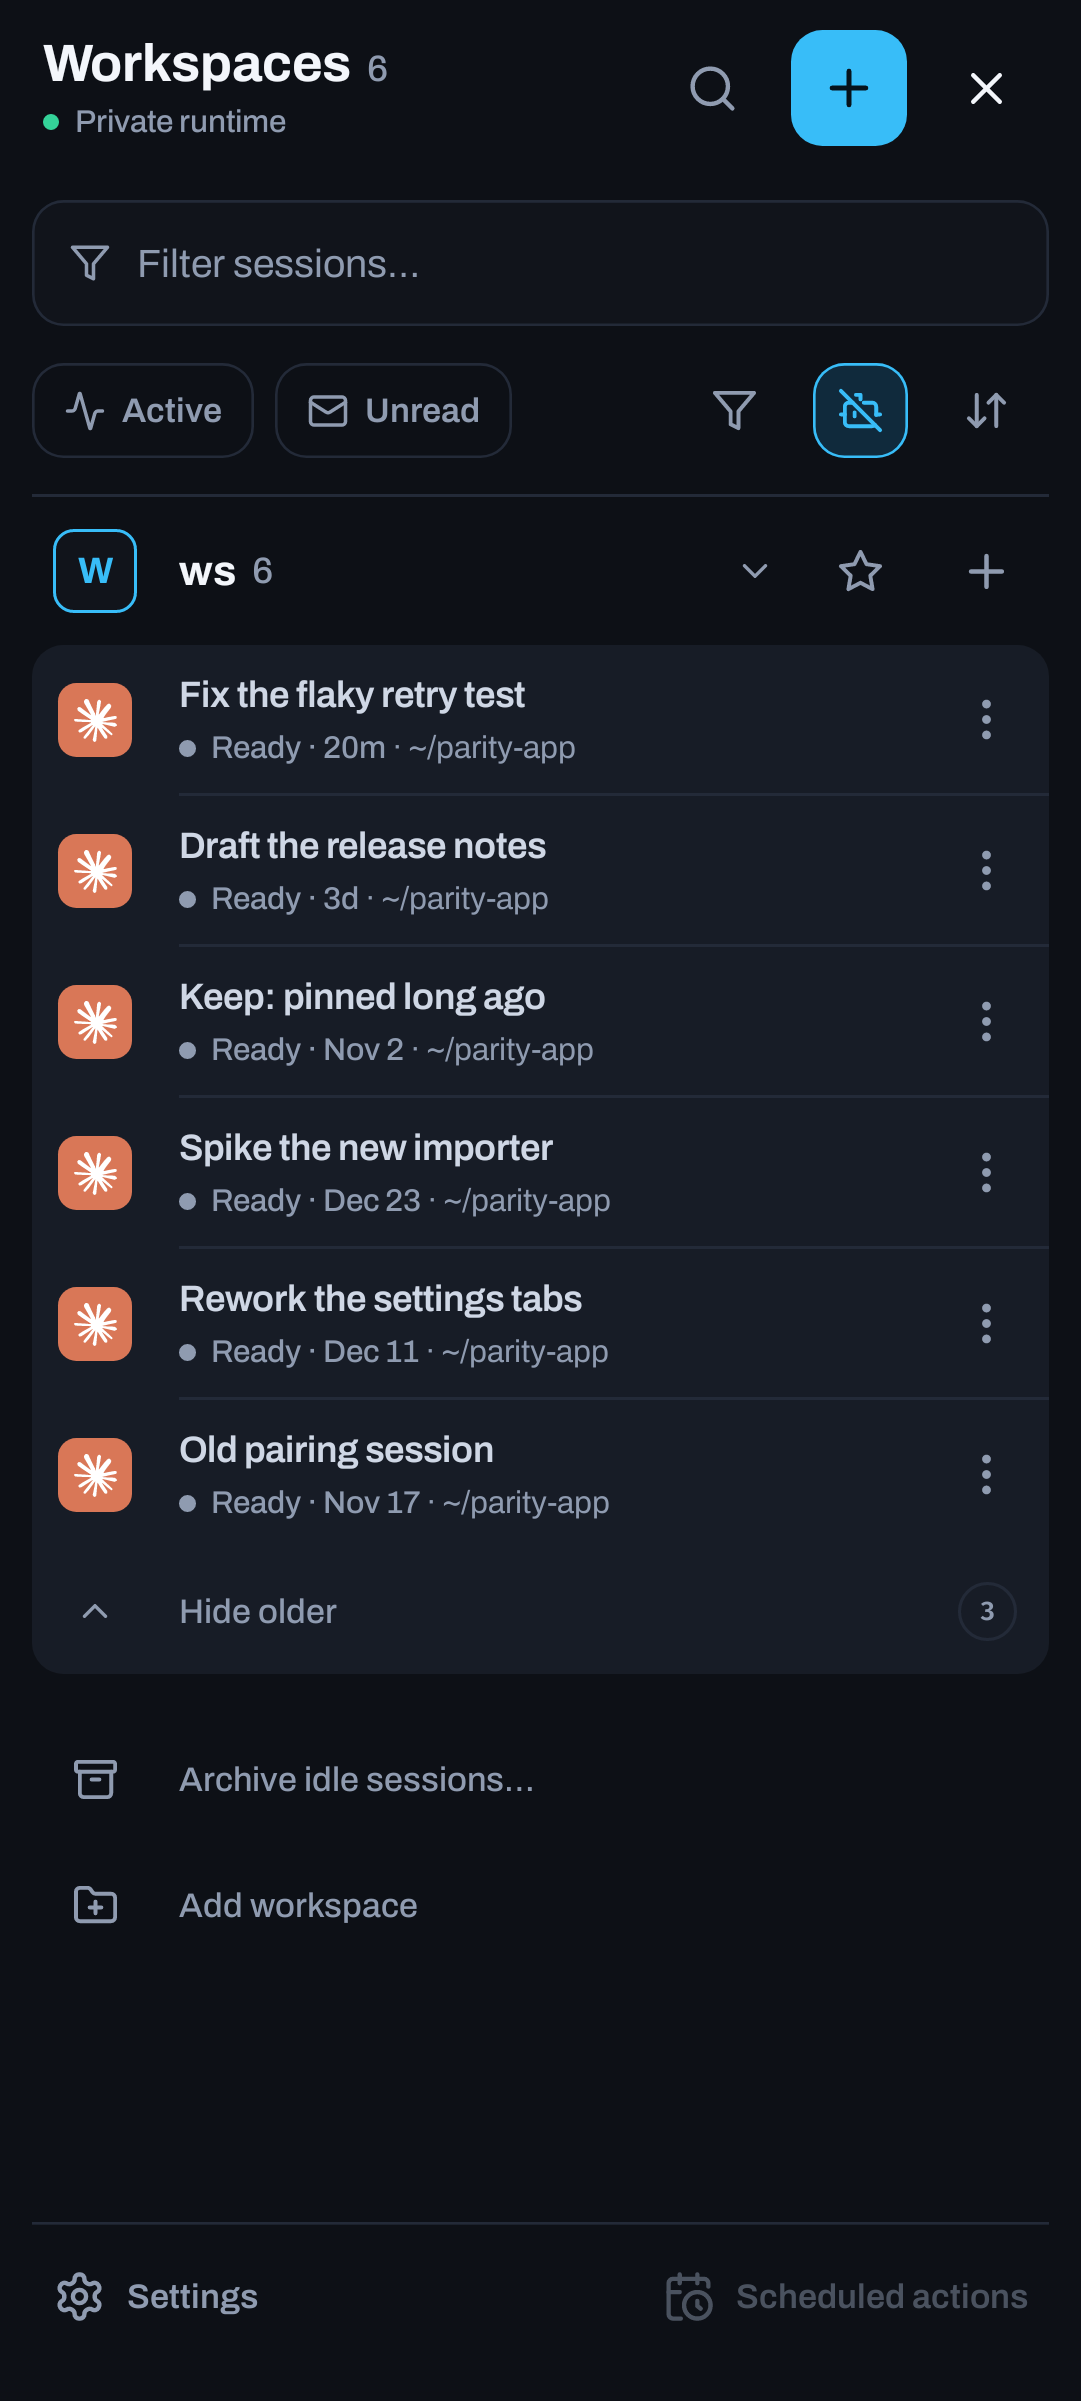 Workspaces 6
Private runtime
Filter sessions...
Active
Unread
W
ws 6
Fix the flaky retry test
Ready · 20m · ~/parity-app
Draft the release notes
Ready · 3d · ~/parity-app
Keep: pinned long ago
Ready · Nov 2 · ~/parity-app
Spike the new importer
Ready · Dec 23 · ~/parity-app
Rework the settings tabs
Ready · Dec 11 · ~/parity-app
Old pairing session
Ready · Nov 17 · ~/parity-app
Hide older 3
Archive idle sessions...
Add workspace
Settings
Scheduled actions